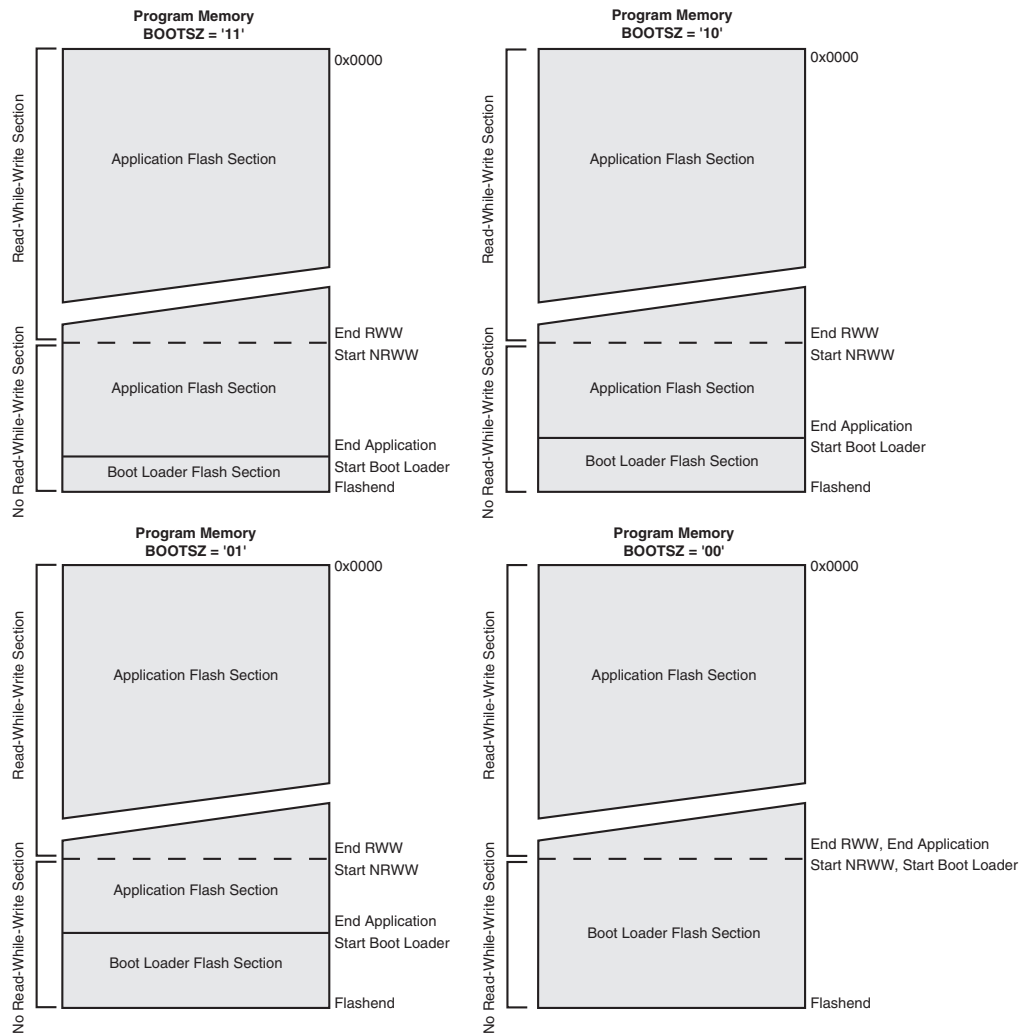 Program Memory
BOOTSZ = '11'
0x0000
Read-While-Write Section
Application Flash Section
End RWW
Start NRWW
No Read-While-Write Section
Application Flash Section
End Application
Start Boot Loader
Boot Loader Flash Section
Flashend
Program Memory
BOOTSZ = '10'
0x0000
Read-While-Write Section
Application Flash Section
End RWW
Start NRWW
No Read-While-Write Section
Application Flash Section
End Application
Start Boot Loader
Boot Loader Flash Section
Flashend
Program Memory
BOOTSZ = '01'
0x0000
Read-While-Write Section
Application Flash Section
End RWW
Start NRWW
No Read-While-Write Section
Application Flash Section
End Application
Start Boot Loader
Boot Loader Flash Section
Flashend
Program Memory
BOOTSZ = '00'
0x0000
Read-While-Write Section
Application Flash Section
End RWW, End Application
Start NRWW, Start Boot Loader
No Read-While-Write Section
Boot Loader Flash Section
Flashend